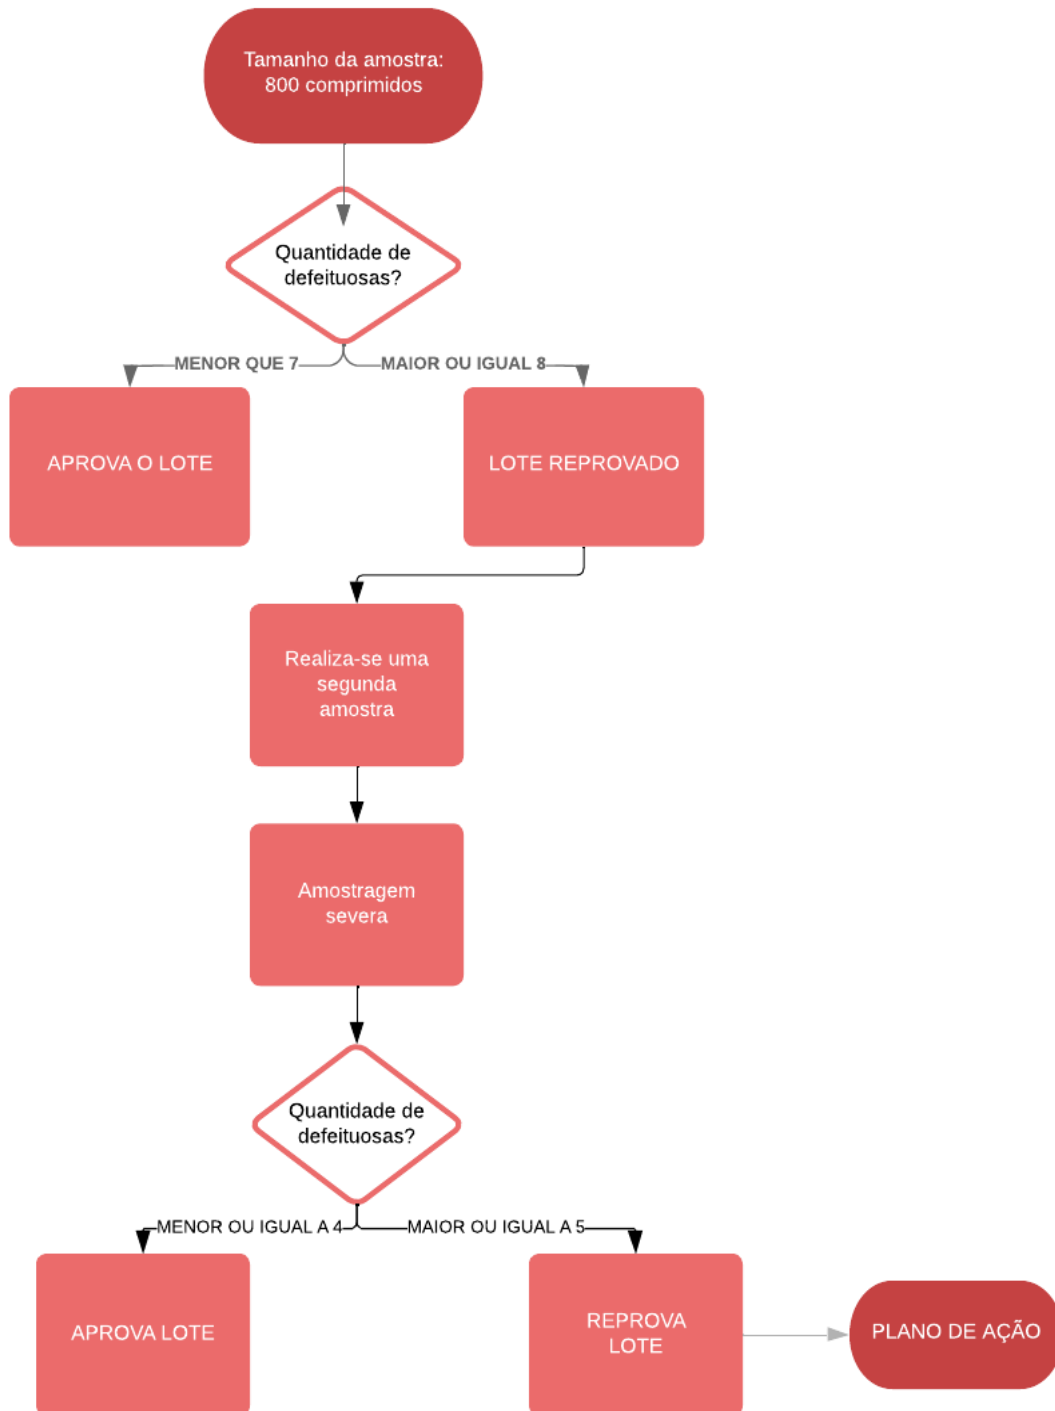 Tamanho da amostra:
800 comprimidos
Quantidade de
defeituosas?
MENOR QUE 7
MAIOR OU IGUAL 8
APROVA O LOTE
LOTE REPROVADO
Realiza-se uma
segunda
amostra
Amostragem
severa
Quantidade de
defeituosas?
MENOR OU IGUAL A 4
MAIOR OU IGUAL A 5
APROVA LOTE
REPROVA
LOTE
PLANO DE AÇÃO